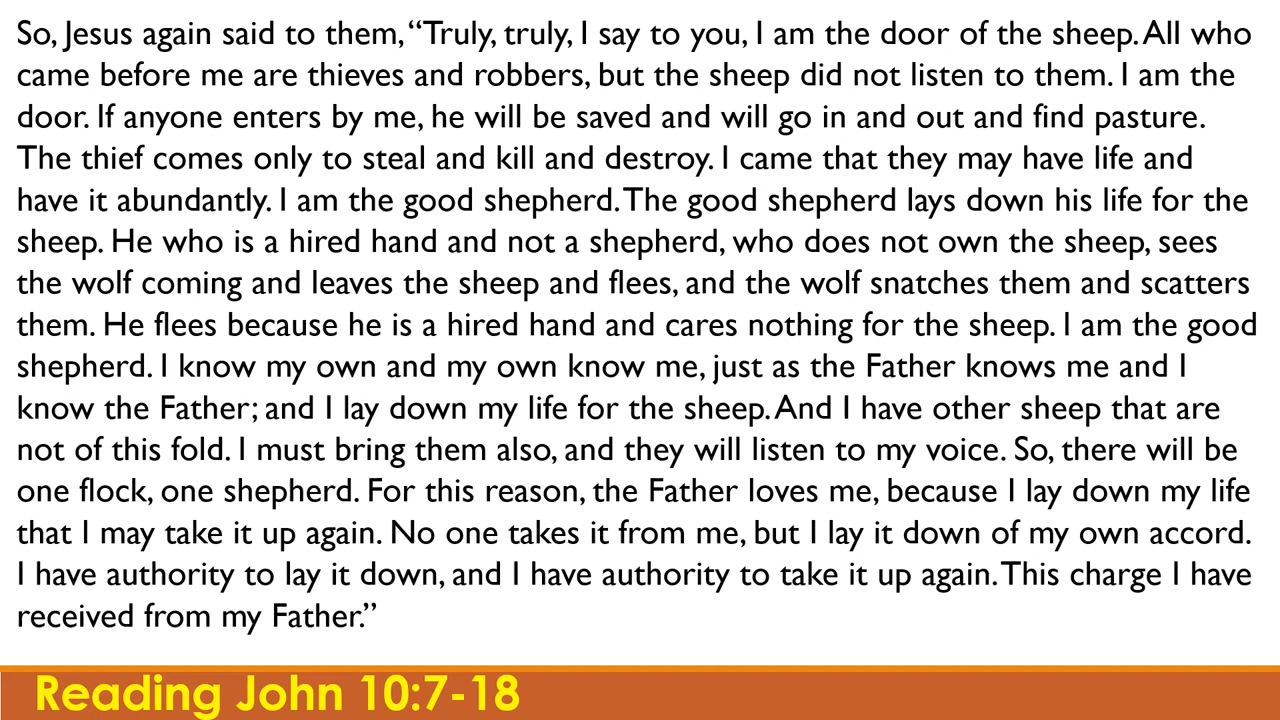 So, Jesus again said to them, “Truly, truly, I say to you, I am the door of the sheep. All who
came before me are thieves and robbers, but the sheep did not listen to them. I am the
door. If anyone enters by me, he will be saved and will go in and out and find pasture.
The thief comes only to steal and kill and destroy. I came that they may have life and
have it abundantly. I am the good shepherd. The good shepherd lays down his life for the
sheep. He who is a hired hand and not a shepherd, who does not own the sheep, sees
the wolf coming and leaves the sheep and flees, and the wolf snatches them and scatters
them. He flees because he is a hired hand and cares nothing for the sheep. I am the good
shepherd. I know my own and my own know me, just as the Father knows me and I
know the Father; and I lay down my life for the sheep. And I have other sheep that are
not of this fold. I must bring them also, and they will listen to my voice. So, there will be
one flock, one shepherd. For this reason, the Father loves me, because I lay down my life
that I may take it up again. No one takes it from me, but I lay it down of my own accord.
I have authority to lay it down, and I have authority to take it up again. This charge I have
received from my Father.”
Reading John 10:7-18